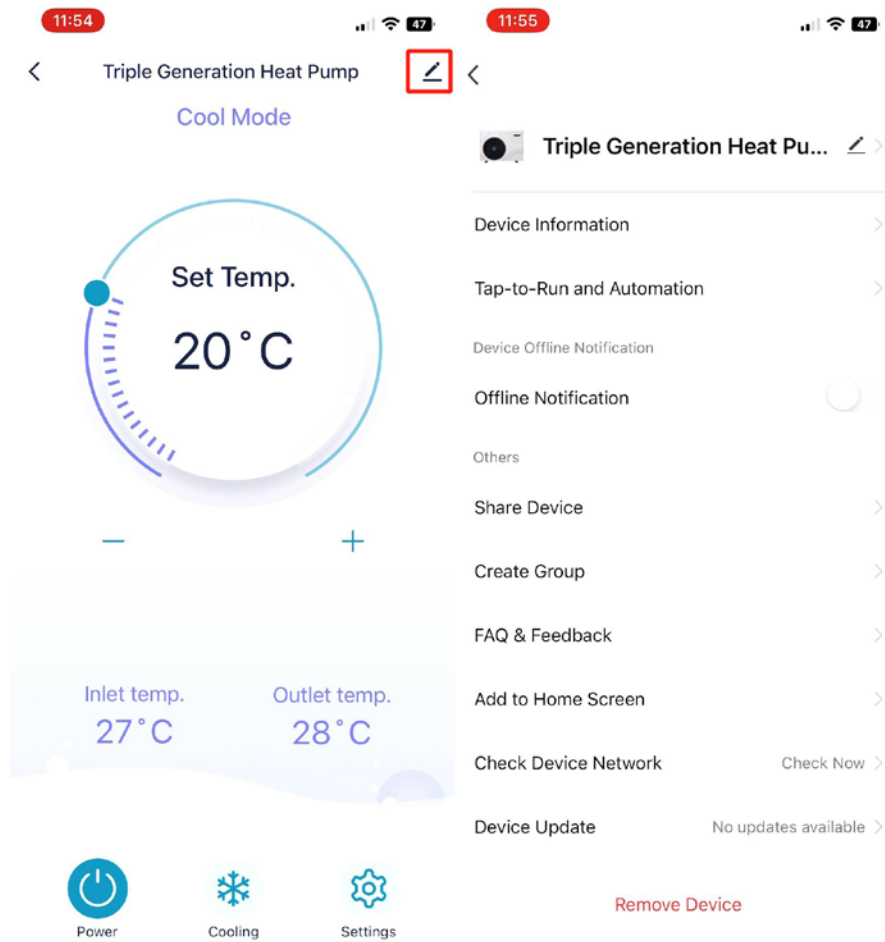 11:54
47
Triple Generation Heat Pump
Cool Mode
Set Temp.
20°C
Inlet temp.
27°C
Outlet temp.
28°C
Power
Cooling
Settings
11:55
47
Triple Generation Heat Pu...
Device Information
Tap-to-Run and Automation
Device Offline Notification
Offline Notification
Others
Share Device
Create Group
FAQ & Feedback
Add to Home Screen
Check Device Network Check Now
Device Update No updates available
Remove Device